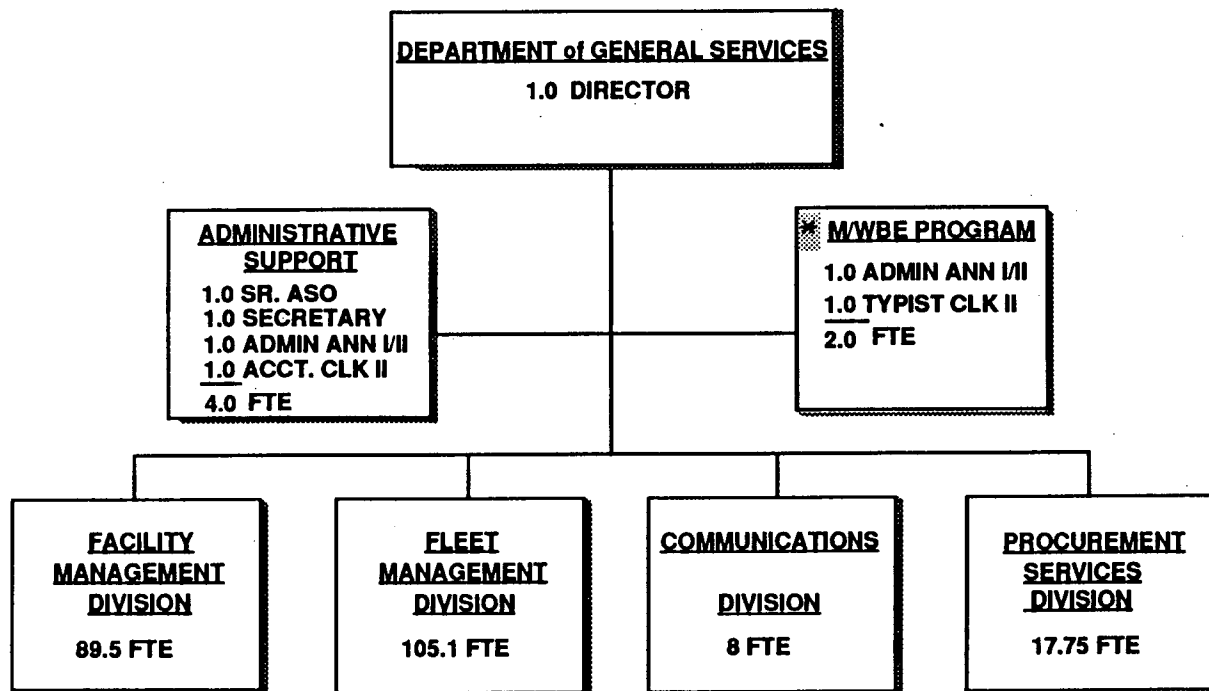 DEPARTMENT of GENERAL SERVICES
1.0 DIRECTOR
ADMINISTRATIVE
SUPPORT
1.0 SR. ASO
1.0 SECRETARY
1.0 ADMIN ANN I/II
1.0 ACCT. CLK II
4.0 FTE
* M/WBE PROGRAM
1.0 ADMIN ANN I/II
1.0 TYPIST CLK II
2.0 FTE
FACILITY
MANAGEMENT
DIVISION
89.5 FTE
FLEET
MANAGEMENT
DIVISION
105.1 FTE
COMMUNICATIONS
DIVISION
8 FTE
PROCUREMENT
SERVICES
DIVISION
17.75 FTE